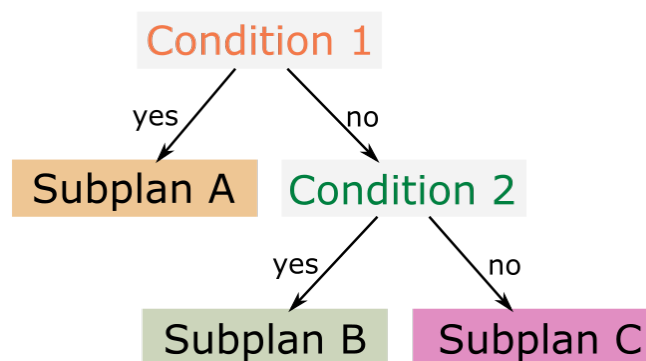 Condition 1
yes
no
Subplan A
Condition 2
yes
no
Subplan B
Subplan C